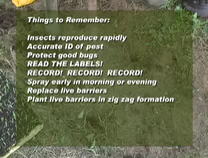 Things to Remember:
Insects reproduce rapidly
Accurate ID of pest
Protect good bugs
READ THE LABELS!
RECORD! RECORD! RECORD!
Spray early in morning or evening
Replace live barriers
Plant live barriers in zig zag formation